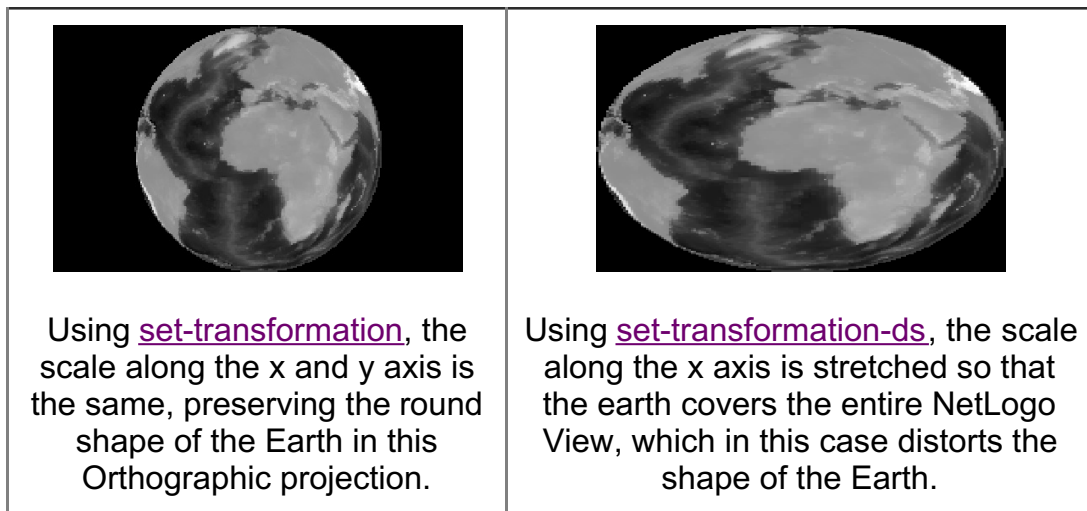 Using set-transformation, the
scale along the x and y axis is
the same, preserving the round
shape of the Earth in this
Orthographic projection.
Using set-transformation-ds, the scale
along the x axis is stretched so that
the earth covers the entire NetLogo
View, which in this case distorts the
shape of the Earth.